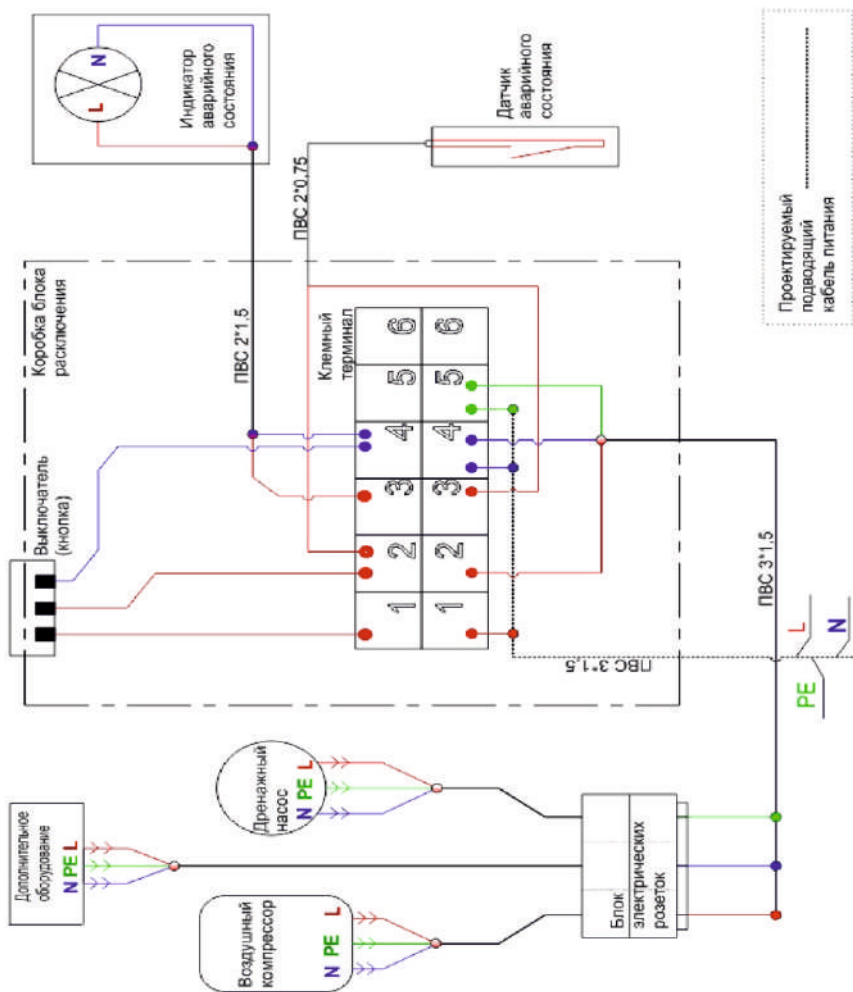 Дополнительное
оборудование
N PE L
Выключатель
(кнопка)
Коробка блока
расключения
ПВС 2*1,5
L N
Индикатор
аварийного
состояния
Дренажный
насос
N PE L
Воздушный
компрессор
N PE L
Клемный
терминал
1 2 3 4 5 6
1 2 3 4 5 6
ПВС 2*0,75
Датчик
аварийного
состояния
ПВС 3*1,5
Блок
электрических
розеток
ПВС 3*1,5
PE
L
N
Проектируемый
подводящий
кабель питания